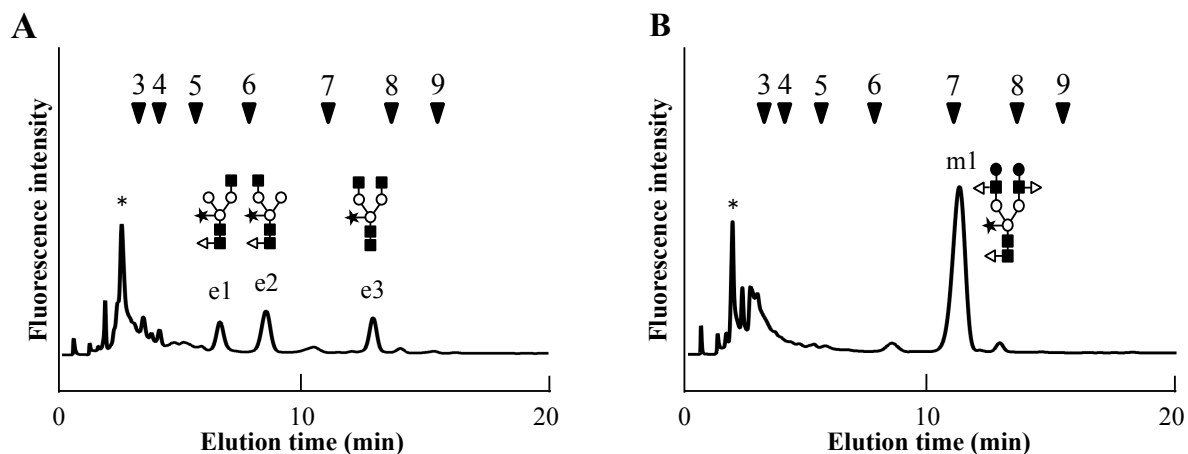 A
3 4 5 6 7 8 9
*
e1 e2 e3
Fluorescence intensity
0 10 20
Elution time (min)
B
3 4 5 6 7 8 9
m1
*
Fluorescence intensity
0 10 20
Elution time (min)